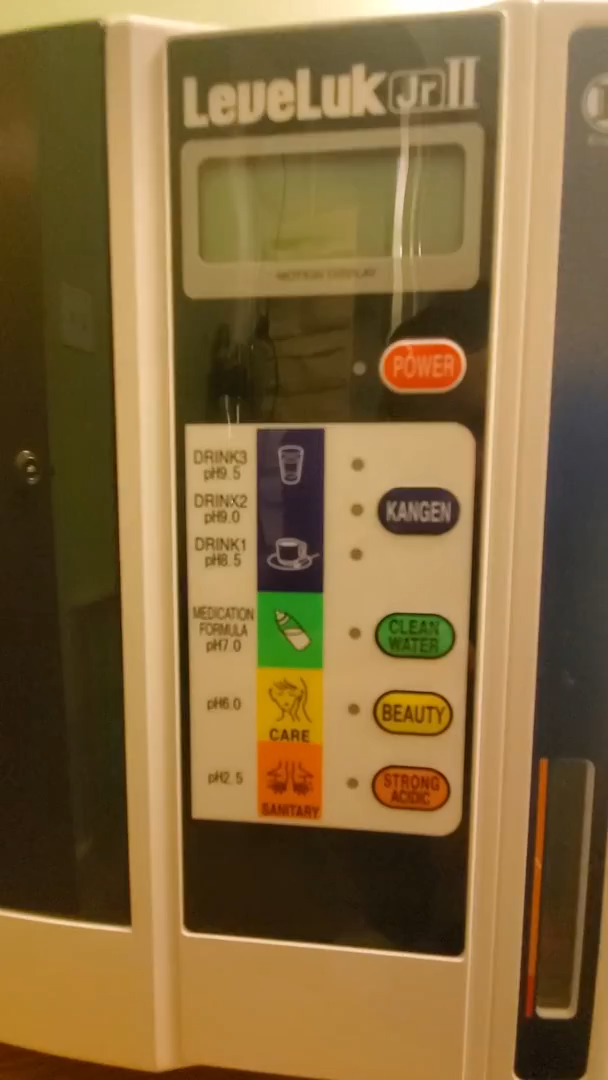 LeveLuk Jr II
MOTION DISPLAY
POWER
DRINK3
pH9.5
DRINK2
pH9.0
KANGEN
DRINK1
pH8.5
MEDICATION
FORMULA
pH7.0
CLEAN
WATER
pH6.0
CARE
BEAUTY
pH2.5
SANITARY
STRONG
ACIDIC